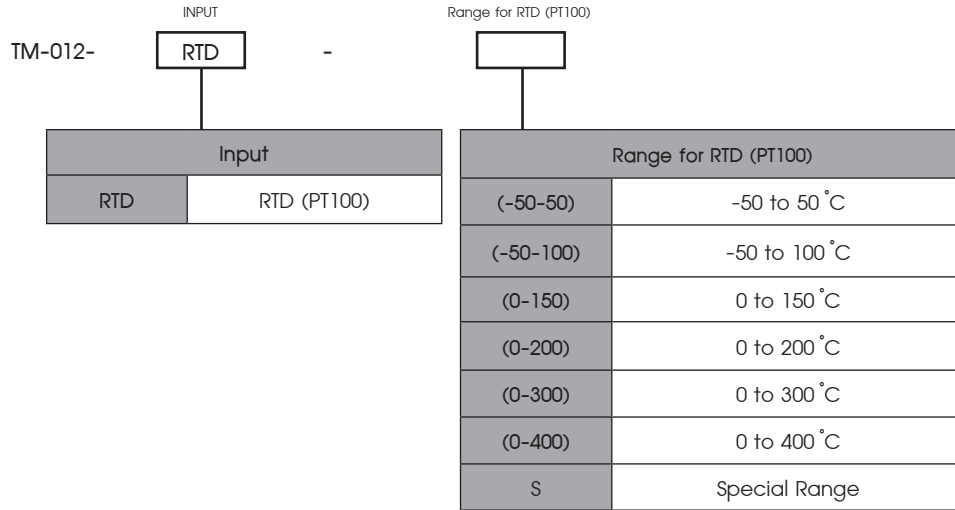 INPUT Range for RTD (PT100)
TM-012- RTD -
Input
RTD RTD (PT100)
Range for RTD (PT100)
(-50-50) -50 to 50 ˚C
(-50-100) -50 to 100 ˚C
(0-150) 0 to 150 ˚C
(0-200) 0 to 200 ˚C
(0-300) 0 to 300 ˚C
(0-400) 0 to 400 ˚C
S Special Range